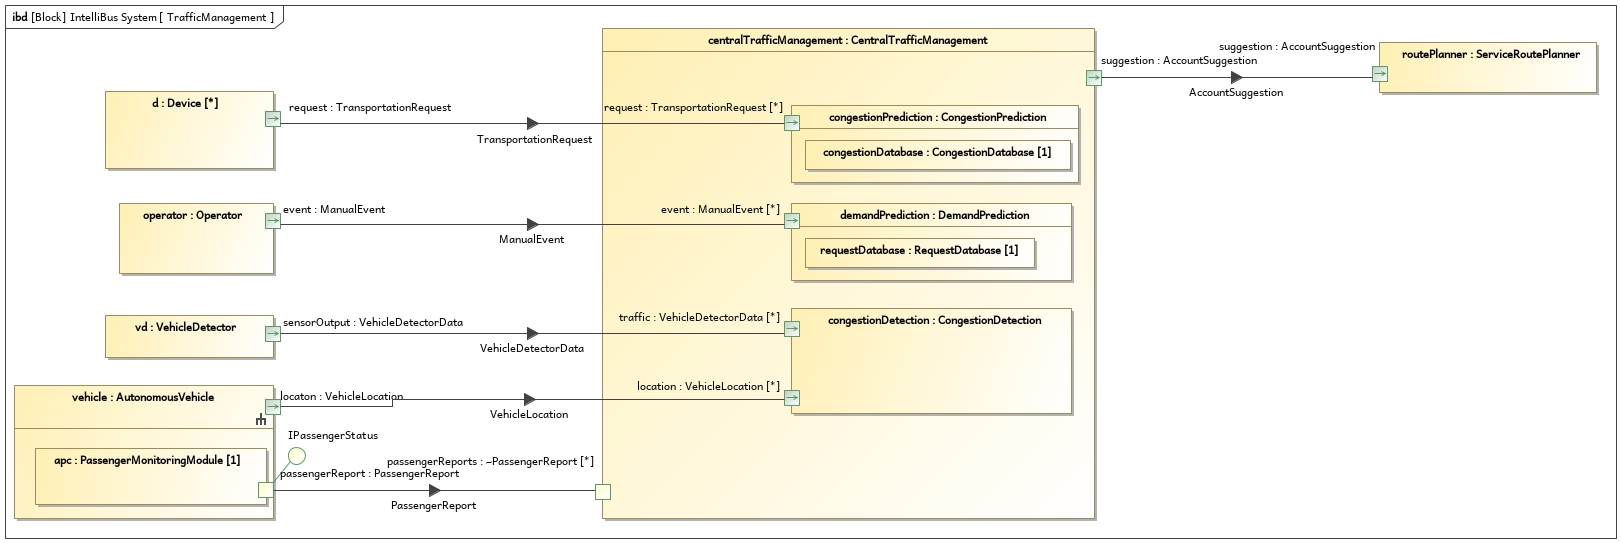 ibd [Block] IntelliBus System [ TrafficManagement ]
centralTrafficManagement : CentralTrafficManagement
suggestion : AccountSuggestion
suggestion : AccountSuggestion
AccountSuggestion
routePlanner : ServiceRoutePlanner
d : Device [*]
request : TransportationRequest
TransportationRequest
request : TransportationRequest [*]
congestionPrediction : CongestionPrediction
congestionDatabase : CongestionDatabase [1]
operator : Operator
event : ManualEvent
ManualEvent
event : ManualEvent [*]
demandPrediction : DemandPrediction
requestDatabase : RequestDatabase [1]
vd : VehicleDetector
sensorOutput : VehicleDetectorData
VehicleDetectorData
traffic : VehicleDetectorData [*]
congestionDetection : CongestionDetection
vehicle : AutonomousVehicle
locaton : VehicleLocation
VehicleLocation
location : VehicleLocation [*]
IPassengerStatus
apc : PassengerMonitoringModule [1]
passengerReports : ~PassengerReport [*]
passengerReport : PassengerReport
PassengerReport